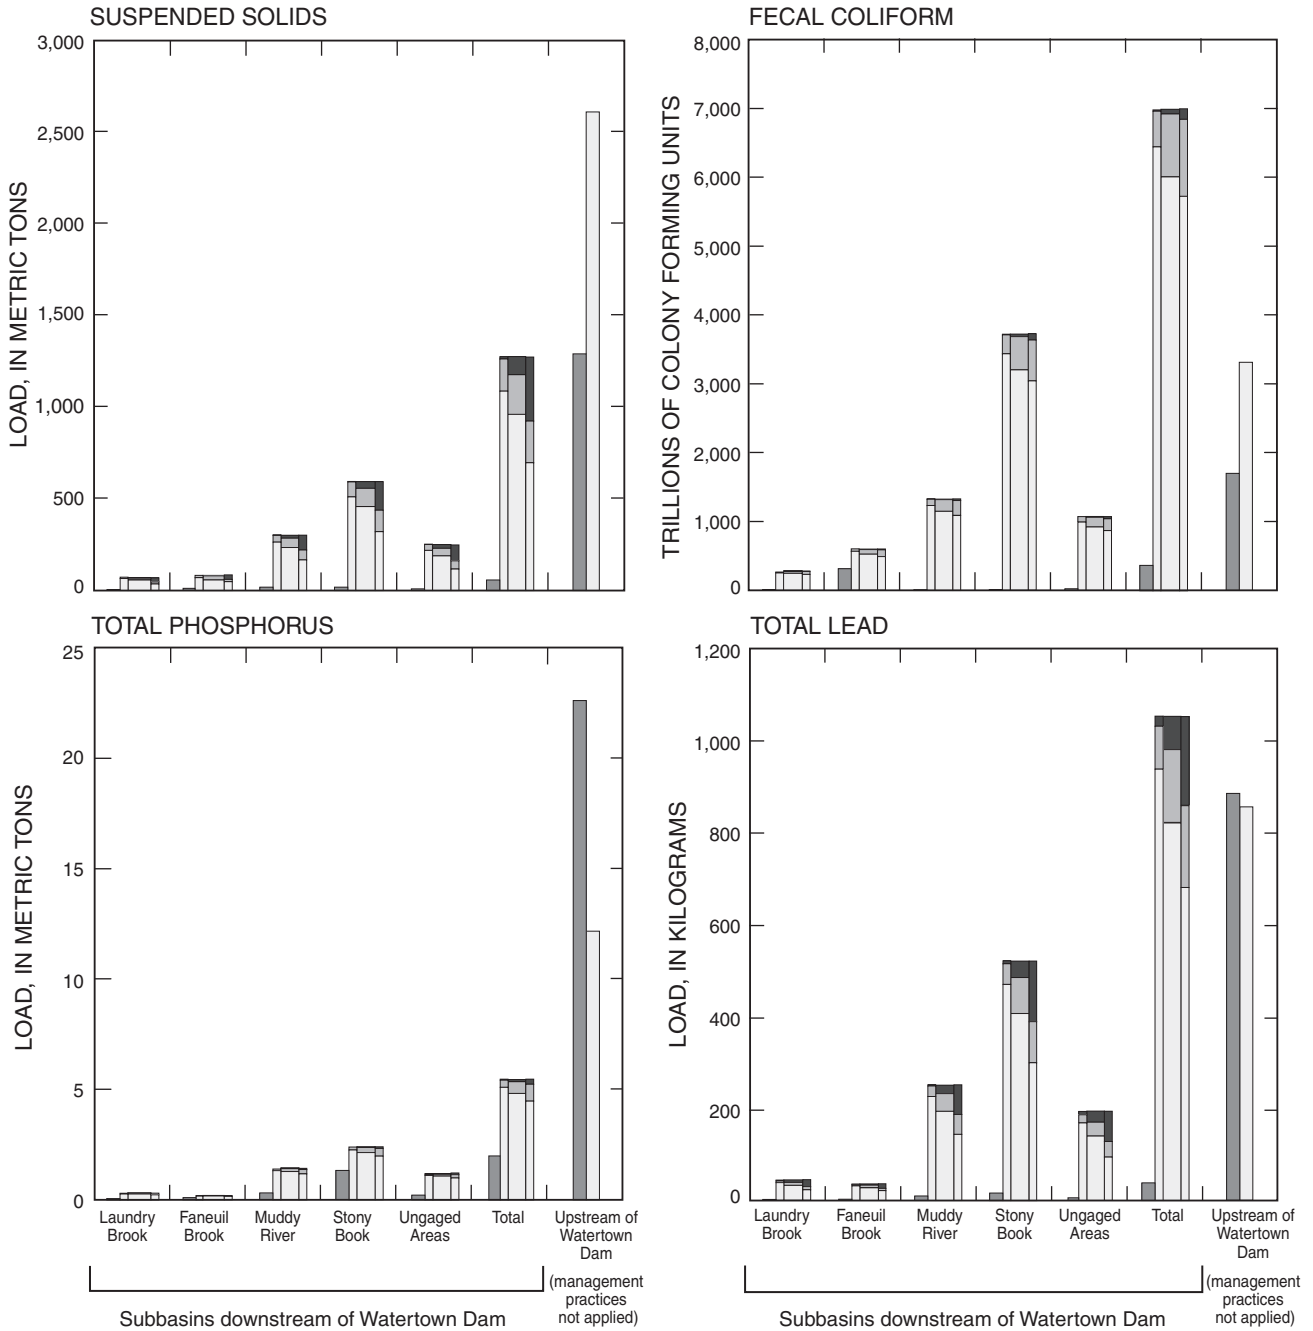 SUSPENDED SOLIDS
LOAD, IN METRIC TONS
3,000
2,500
2,000
1,500
1,000
500
0
FECAL COLIFORM
TRILLIONS OF COLONY FORMING UNITS
8,000
7,000
6,000
5,000
4,000
3,000
2,000
1,000
0
TOTAL PHOSPHORUS
LOAD, IN METRIC TONS
25
20
15
10
5
0
Laundry
Brook
Faneuil
Brook
Muddy
River
Stony
Book
Ungaged
Areas
Total
Upstream of
Watertown
Dam
(management
practices
not applied)
Subbasins downstream of Watertown Dam
TOTAL LEAD
LOAD, IN KILOGRAMS
1,200
1,000
800
600
400
200
0
Laundry
Brook
Faneuil
Brook
Muddy
River
Stony
Book
Ungaged
Areas
Total
Upstream of
Watertown
Dam
(management
practices
not applied)
Subbasins downstream of Watertown Dam